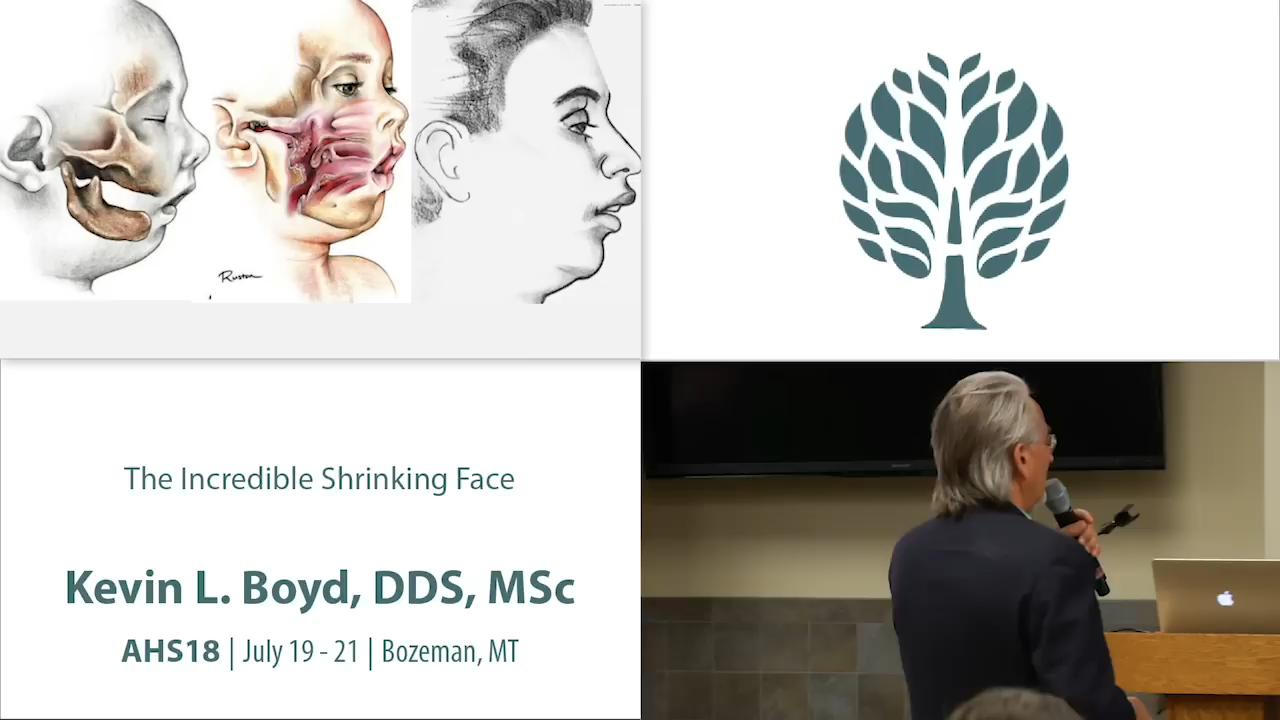 Ruston
The Incredible Shrinking Face
Kevin L. Boyd, DDS, MSc
AHS18 | July 19 - 21 | Bozeman, MT